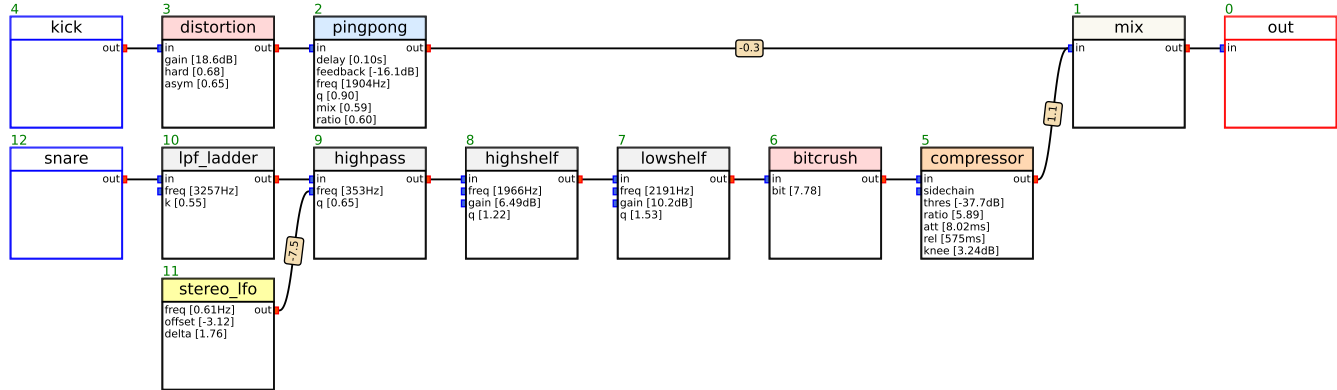 4
kick
out
3
distortion
in out
gain [18.6dB]
hard [0.68]
asym [0.65]
2
pingpong
in out
delay [0.10s]
feedback [-16.1dB]
freq [1904Hz]
q [0.90]
mix [0.59]
ratio [0.60]
-0.3
1
mix
in out
0
out
in
1.1
12
snare
out
10
lpf_ladder
in out
freq [3257Hz]
k [0.55]
9
highpass
in out
freq [353Hz]
q [0.65]
8
highshelf
in out
freq [1966Hz]
gain [6.49dB]
q [1.22]
7
lowshelf
in out
freq [2191Hz]
gain [10.2dB]
q [1.53]
6
bitcrush
in out
bit [7.78]
5
compressor
in out
sidechain
thres [-37.7dB]
ratio [5.89]
att [8.02ms]
rel [575ms]
knee [3.24dB]
-7.5
11
stereo_lfo
freq [0.61Hz] out
offset [-3.12]
delta [1.76]